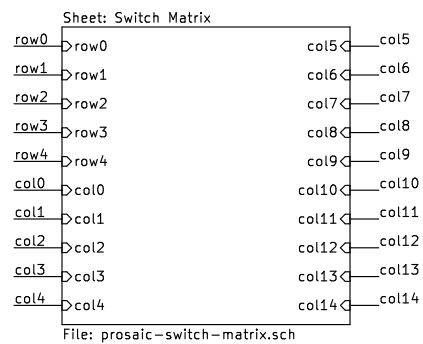 Sheet: Switch Matrix
row0 row0 col5 col5
row1 row1 col6 col6
row2 row2 col7 col7
row3 row3 col8 col8
row4 row4 col9 col9
col0 col0 col10 col10
col1 col1 col11 col11
col2 col2 col12 col12
col3 col3 col13 col13
col4 col4 col14 col14
File: prosaic-switch-matrix.sch